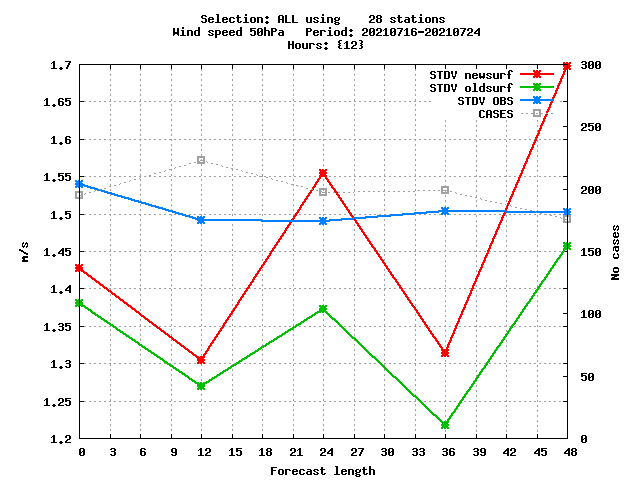 Selection: ALL using    28 stations
Wind speed 50hPa   Period: 20210716-20210724
Hours: {12}
STDV newsurf
STDV oldsurf
STDV OBS
CASES
1.7
1.65
1.6
1.55
1.5
1.45
1.4
1.35
1.3
1.25
1.2
m/s
300
250
200
150
100
50
0
No cases
0 3 6 9 12 15 18 21 24 27 30 33 36 39 42 45 48
Forecast length